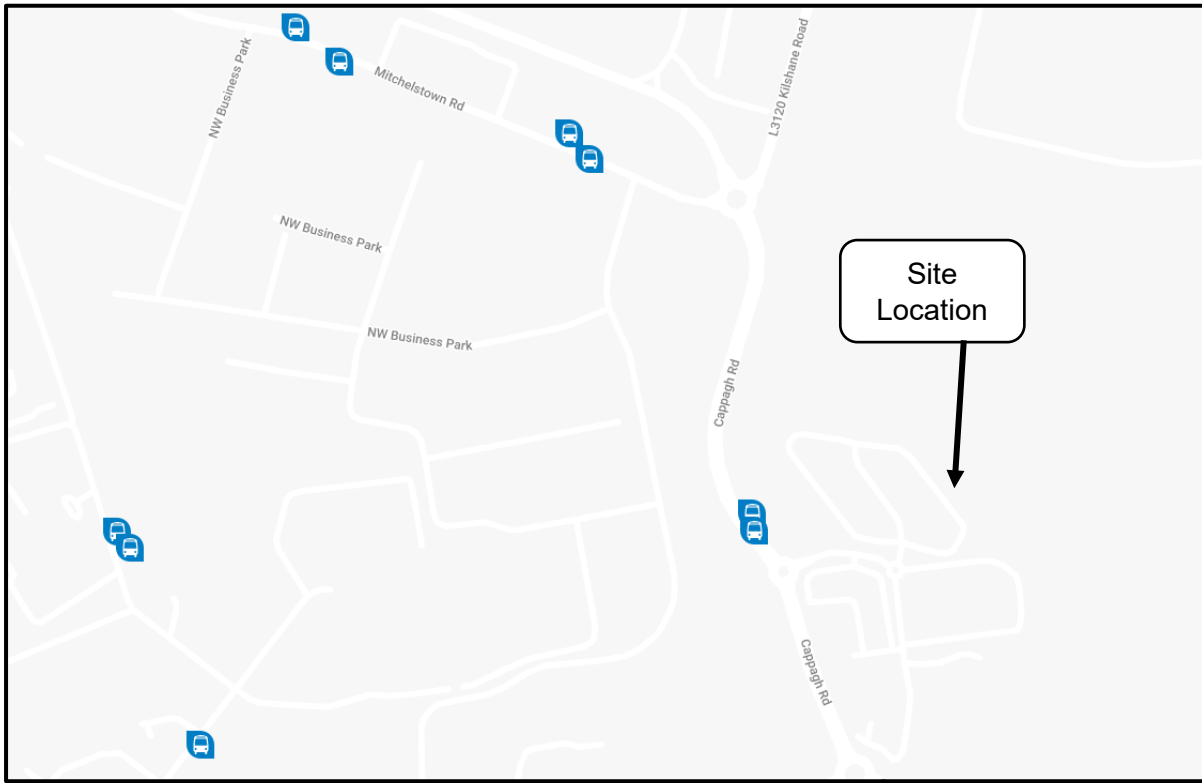 NW Business Park
Mitchelstown Rd
L3120 Kilshane Road
NW Business Park
Site
Location
NW Business Park
Cappagh Rd
Cappagh Rd